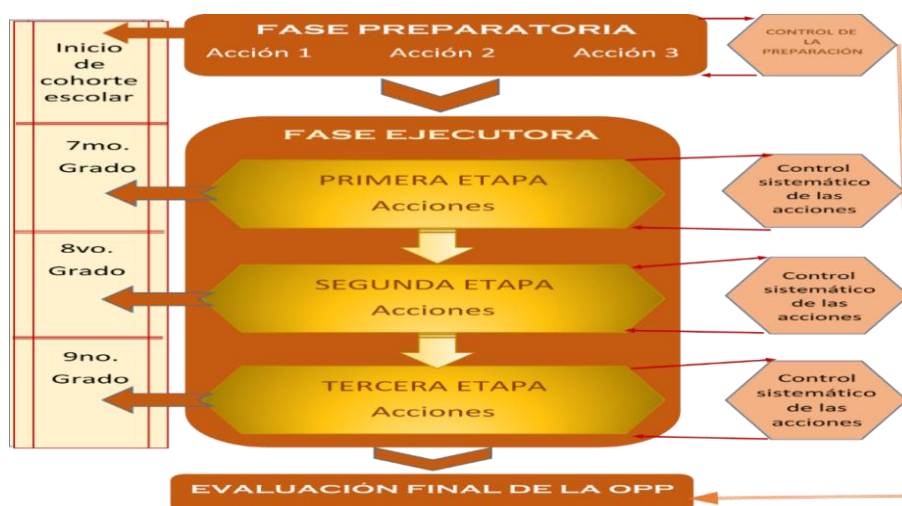 FASE PREPARATORIA
Acción 1 Acción 2 Acción 3
CONTROL DE
LA
PREPARACIÓN
Inicio
de
cohorte
escolar
FASE EJECUTORA
7mo.
Grado
PRIMERA ETAPA
Acciones
Control
sistemático
de las
acciones
8vo.
Grado
SEGUNDA ETAPA
Acciones
Control
sistemático
de las
acciones
9no.
Grado
TERCERA ETAPA
Acciones
Control
sistemático
de las
acciones
EVALUACIÓN FINAL DE LA OPP